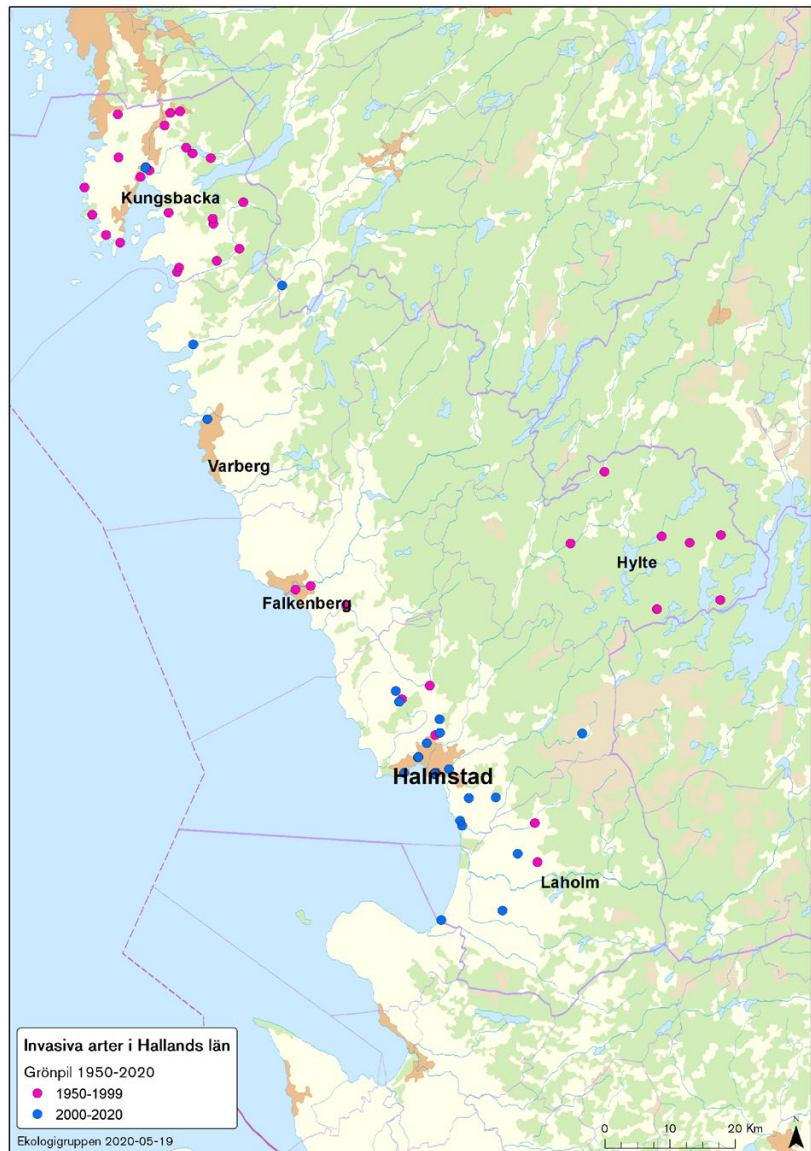 Kungsbacka
Varberg
Hylte
Falkenberg
Halmstad
Laholm
Invasiva arter i Hallands län
Grönpil 1950-2020
1950-1999
2000-2020
Ekologigruppen 2020-05-19
0 10 20 Km
N